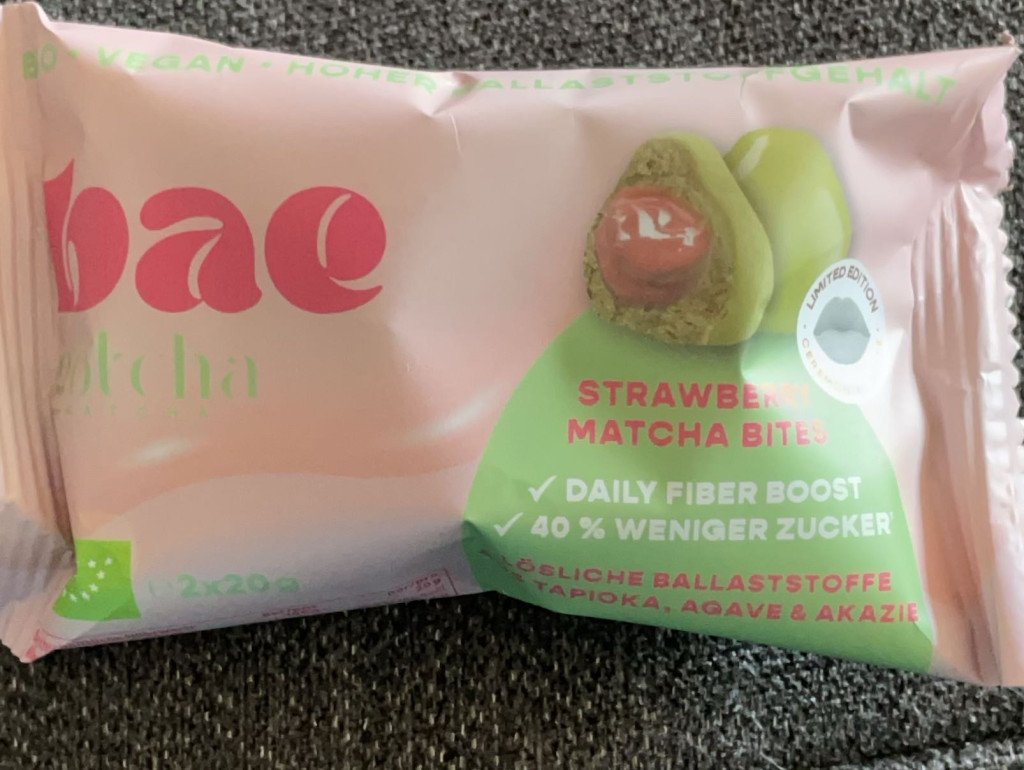 VEGAN • HOHER BALLASTSTOFFGEHALT
bae
MATCHA
LIMITED EDITION
STRAWBERRY
MATCHA BITES
✓ DAILY FIBER BOOST
✓ 40 % WENIGER ZUCKER
BALLASTSTOFFE
TAPIOKA, AGAVE & AKAZIE
2x20g